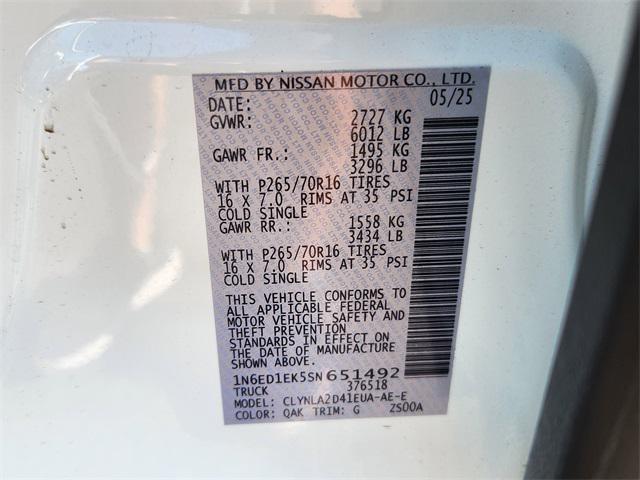 MFD BY NISSAN MOTOR CO., LTD.
DATE: 05/25
GVWR: 2727 KG
6012 LB
GAWR FR.: 1495 KG
3296 LB
WITH P265/70R16 TIRES
16 X 7.0 RIMS AT 35 PSI
COLD SINGLE
GAWR RR.: 1558 KG
3434 LB
WITH P265/70R16 TIRES
16 X 7.0 RIMS AT 35 PSI
COLD SINGLE
THIS VEHICLE CONFORMS TO
ALL APPLICABLE FEDERAL
MOTOR VEHICLE SAFETY AND
THEFT PREVENTION
STANDARDS IN EFFECT ON
THE DATE OF MANUFACTURE
SHOWN ABOVE.
1N6ED1EK5SN651492
TRUCK 376518
MODEL: CLYNLA2D41EUA-AE-E
COLOR: QAK TRIM: G ZS00A